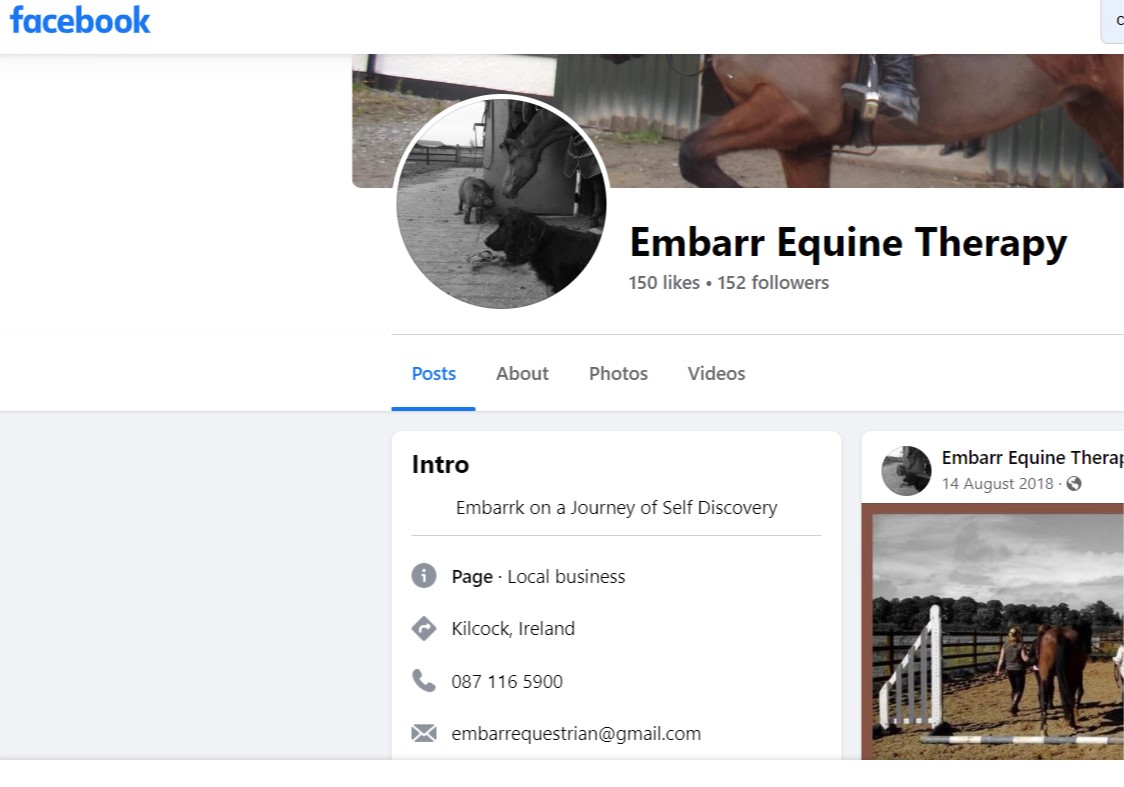 facebook
Embarr Equine Therapy
150 likes • 152 followers
Posts About Photos Videos
Intro
Embarrk on a Journey of Self Discovery
Page · Local business
Kilcock, Ireland
087 116 5900
embarrequestrian@gmail.com
Embarr Equine
14 August 2018 ·